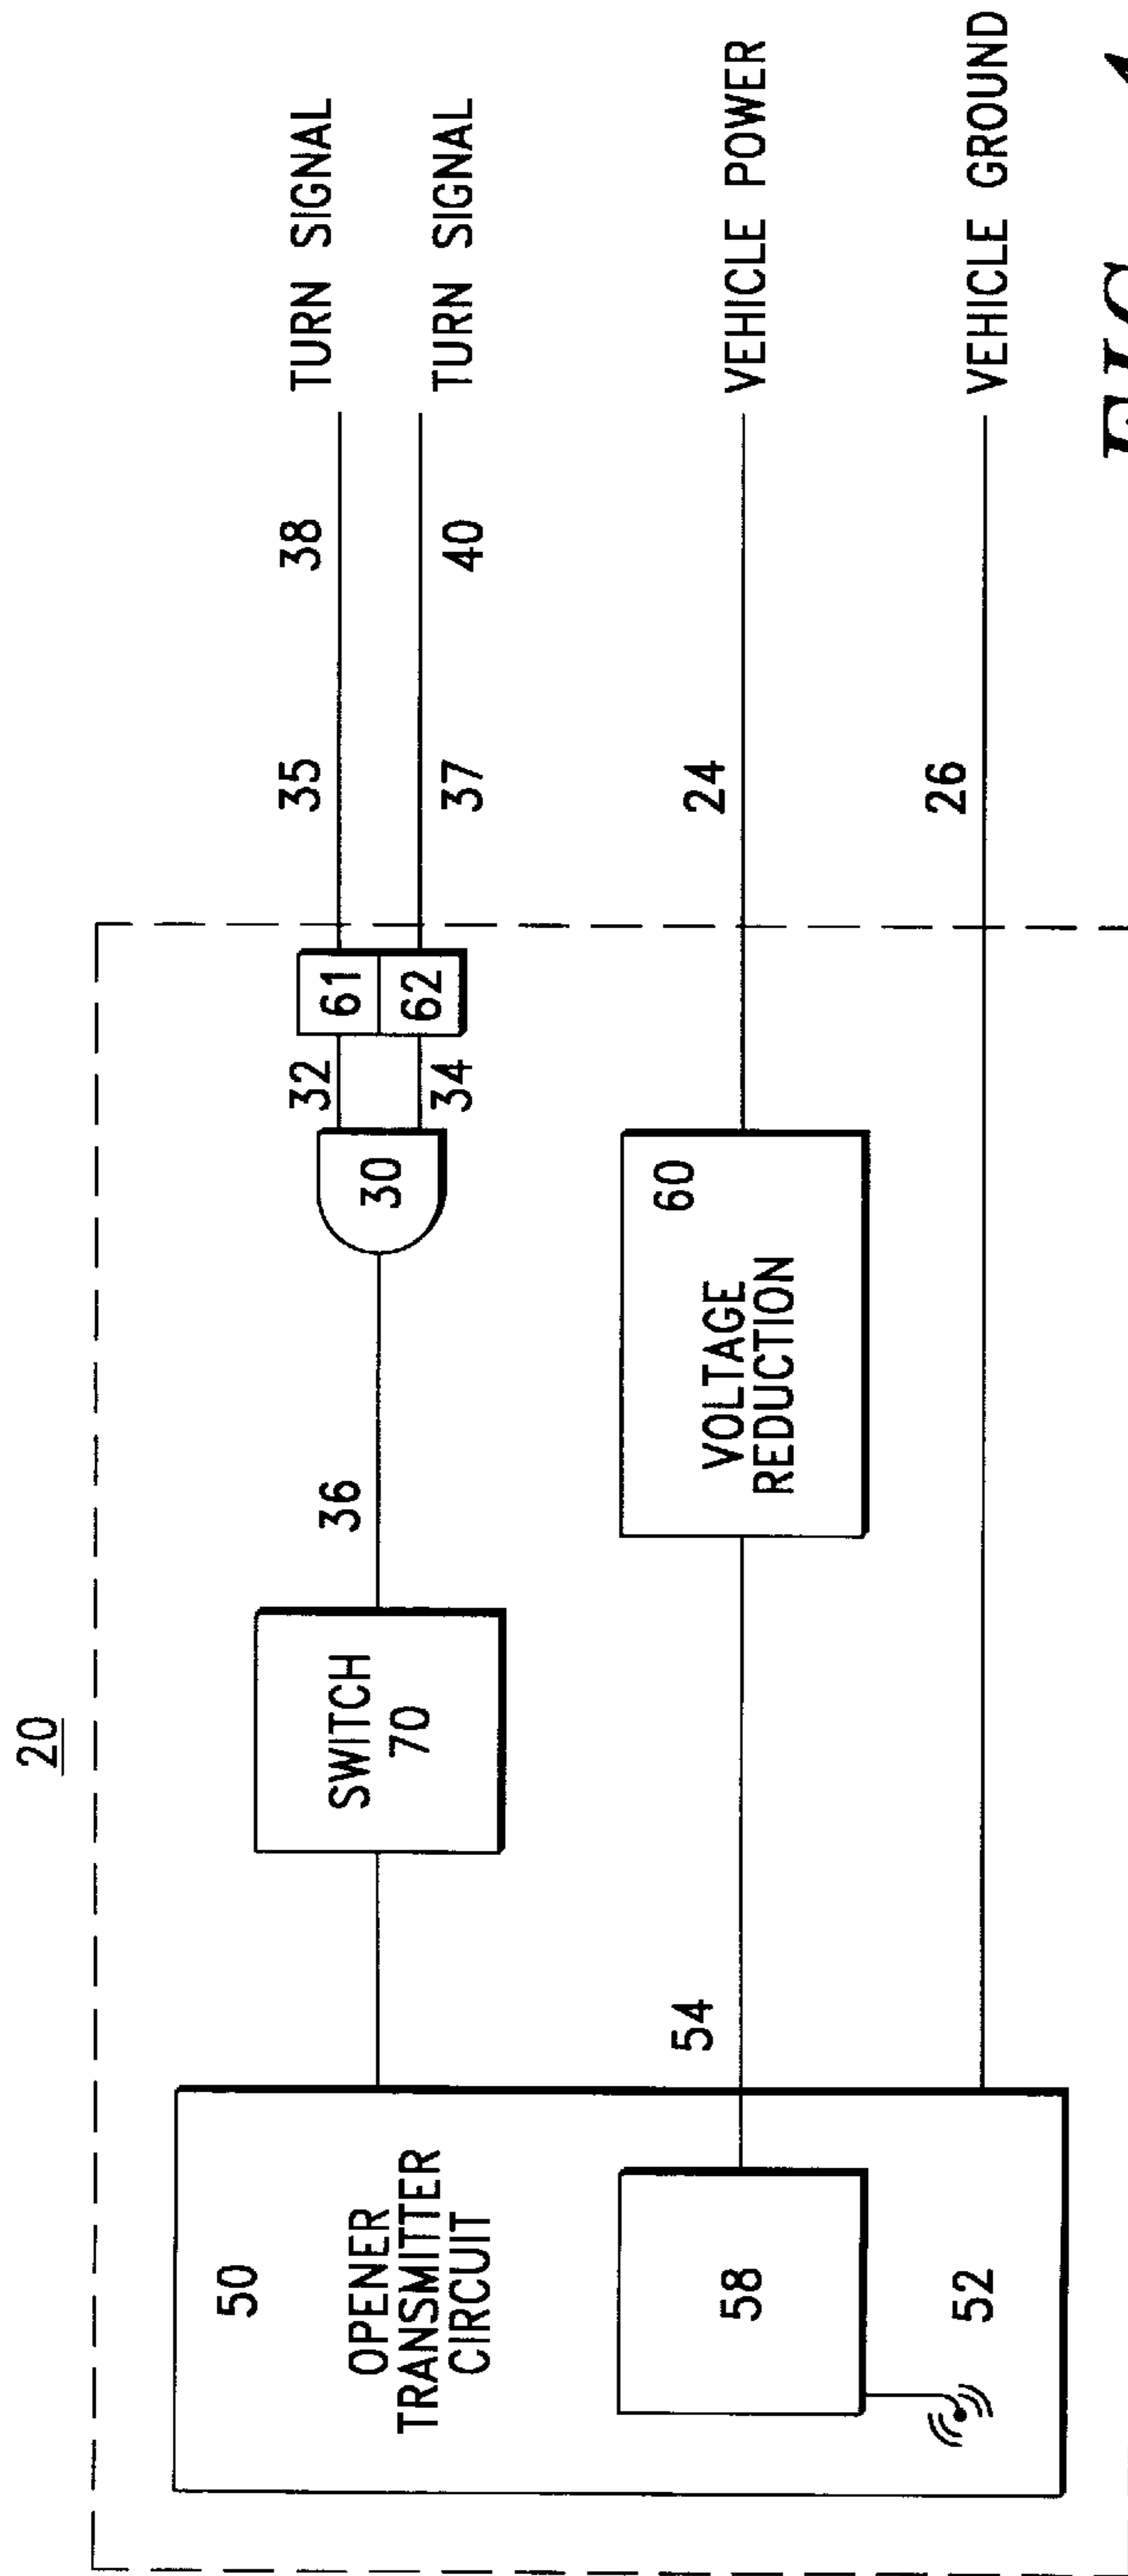 20
50
OPENER
TRANSMITTER
CIRCUIT
58
52
54
SWITCH
70
36
30
32
34
61
62
VOLTAGE
REDUCTION
60
35
37
38
40
24
26
TURN SIGNAL
TURN SIGNAL
VEHICLE POWER
VEHICLE GROUND